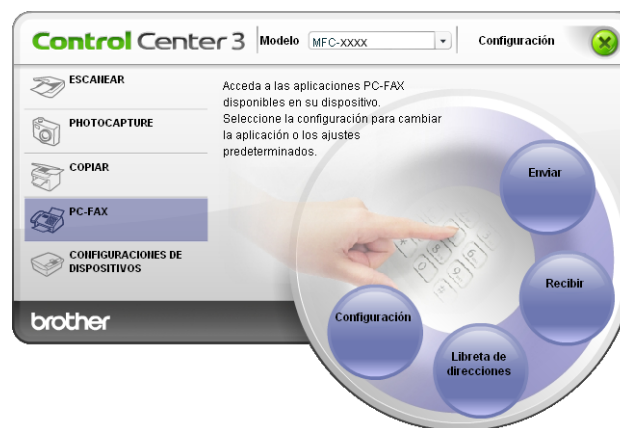 Control Center 3
Modelo
MFC-XXXX
Configuración
ESCANEAR
PHOTOCAPTURE
COPIAR
PC-FAX
CONFIGURACIONES DE
DISPOSITIVOS
brother
Acceda a las aplicaciones PC-FAX
disponibles en su dispositivo.
Seleccione la configuración para cambiar
la aplicación o los ajustes
predeterminados.
Enviar
Recibir
Libreta de
direcciones
Configuración